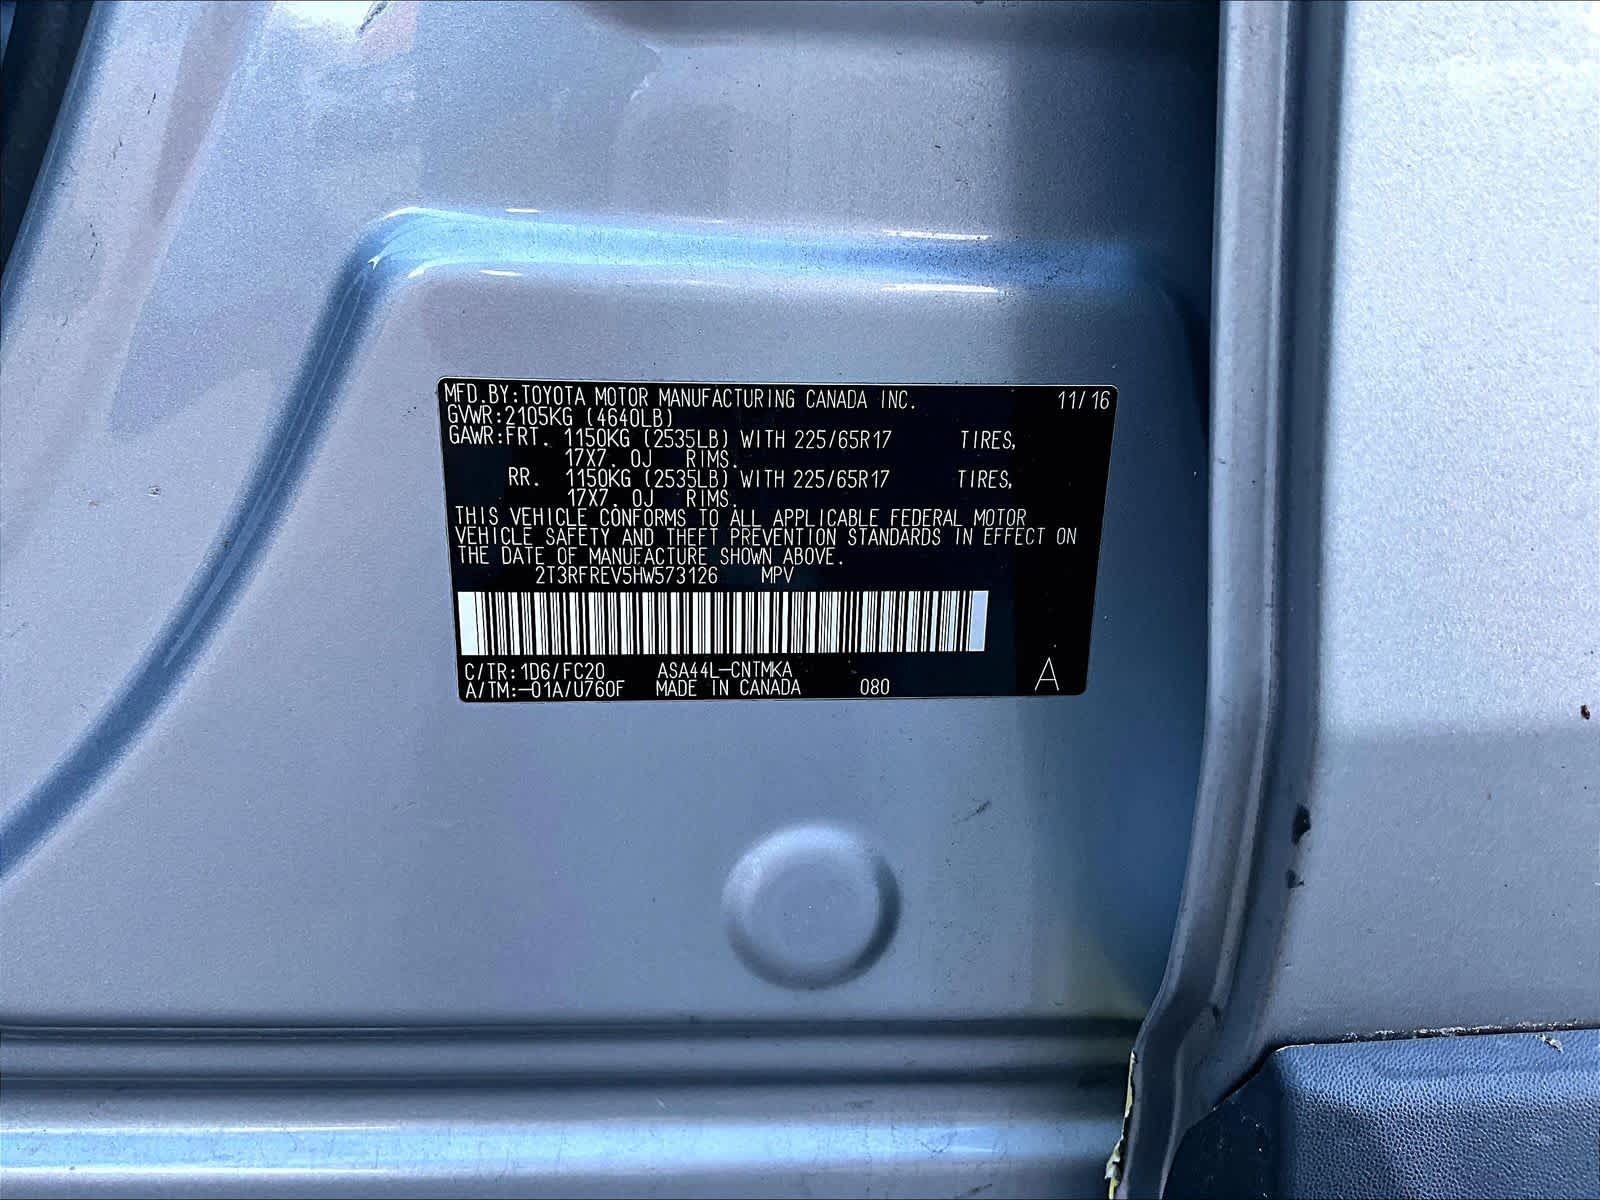 MFD.BY:TOYOTA MOTOR MANUFACTURING CANADA INC. 11/16
GVWR:2105KG (4640LB)
GAWR:FRT. 1150KG (2535LB) WITH 225/65R17 TIRES,
17X7. 0J RIMS.
RR. 1150KG (2535LB) WITH 225/65R17 TIRES,
17X7. 0J RIMS.
THIS VEHICLE CONFORMS TO ALL APPLICABLE FEDERAL MOTOR
VEHICLE SAFETY AND THEFT PREVENTION STANDARDS IN EFFECT ON
THE DATE OF MANUFACTURE SHOWN ABOVE.
2T3RFREV5HW573126 MPV
C/TR:1D6/FC20 ASA44L-CNTMKA
A/TM:-01A/U760F MADE IN CANADA 080 A